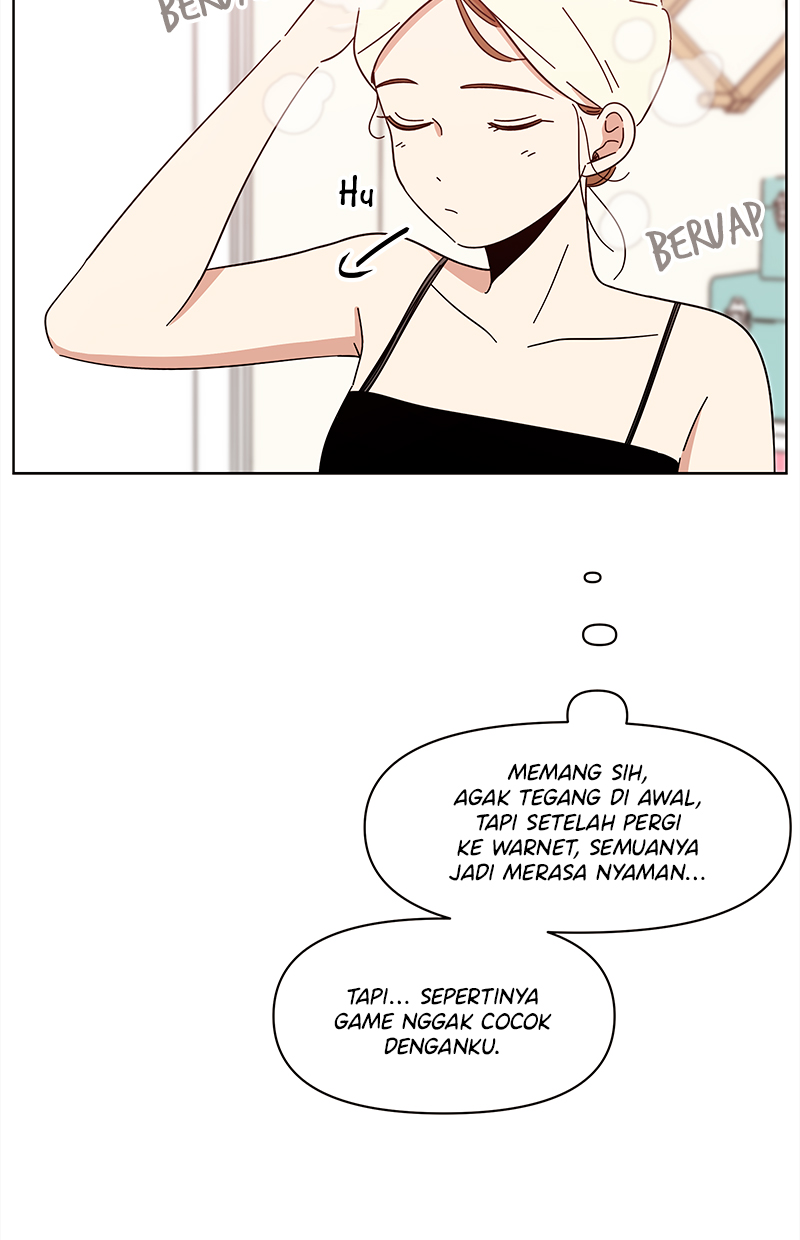 Hu
BERUAP
MEMANG SIH,
AGAK TEGANG DI AWAL,
TAPI SETELAH PERGI
KE WARNET, SEMUANYA
JADI MERASA NYAMAN...
TAPI... SEPERTINYA
GAME NGGAK COCOK
DENGANKU.